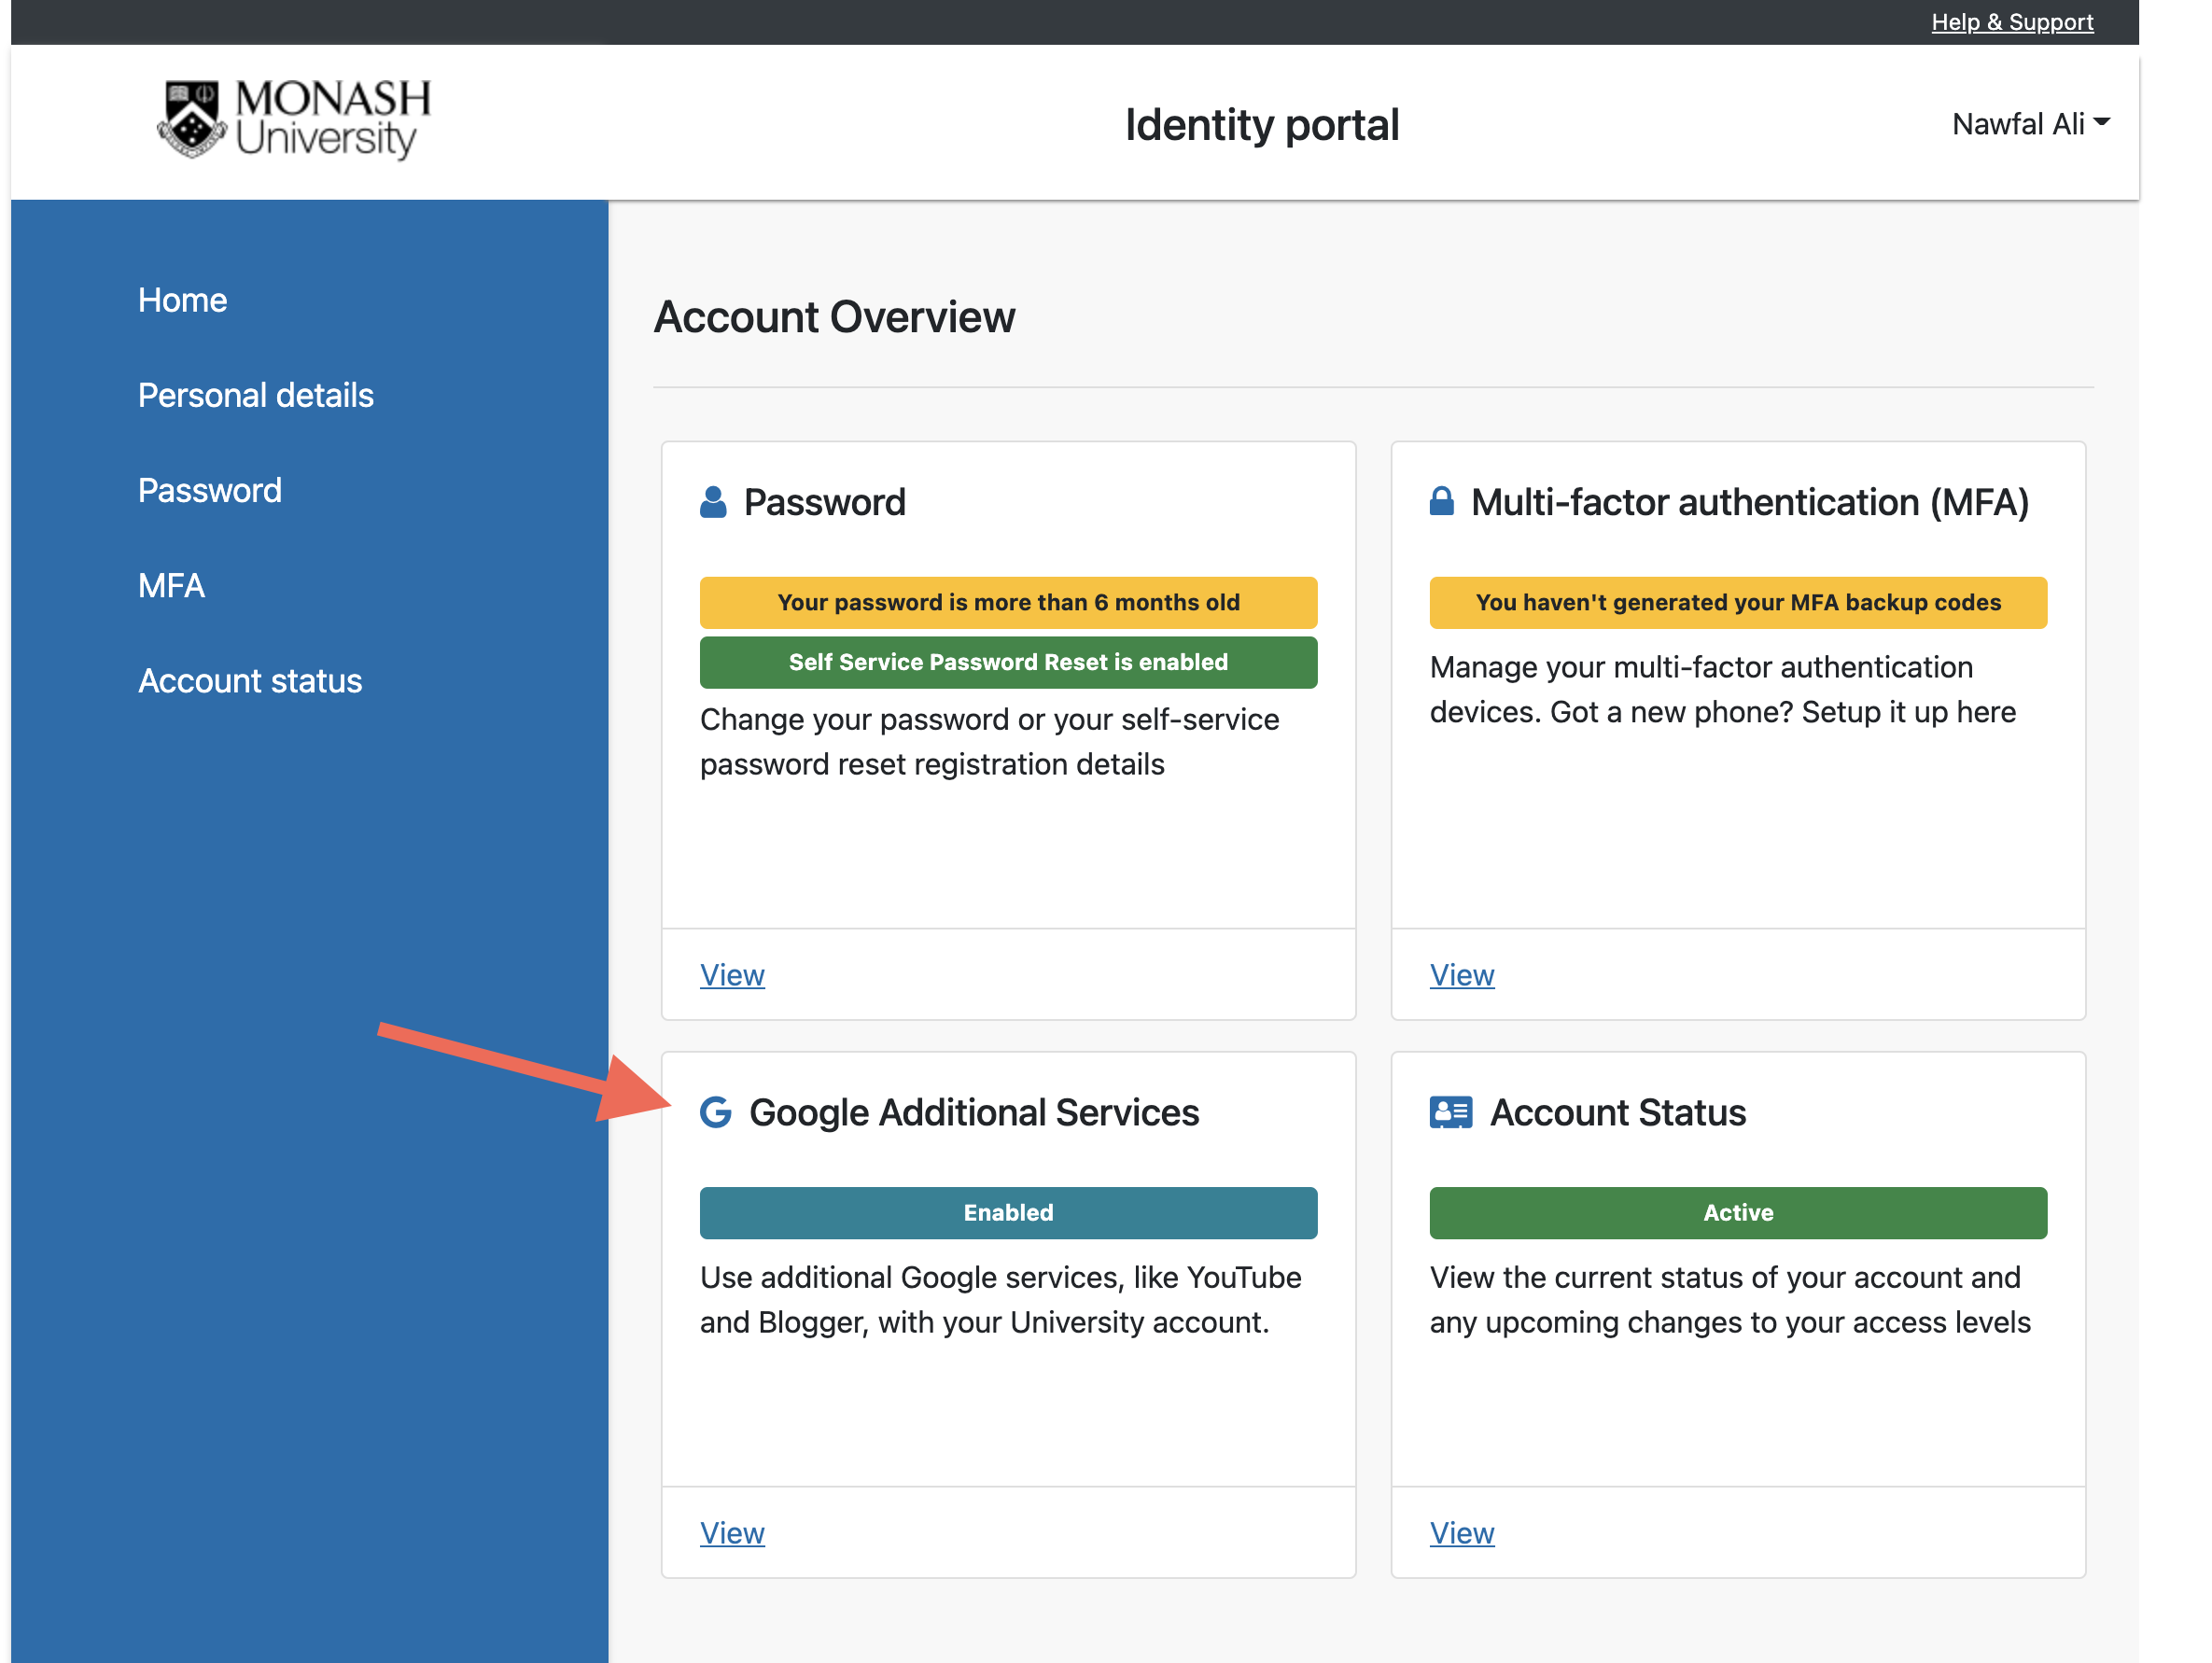 Help & Support
MONASH
University
Identity portal
Nawfal Ali
Home
Personal details
Password
MFA
Account status
Account Overview
Password
Your password is more than 6 months old
Self Service Password Reset is enabled
Change your password or your self-service
password reset registration details
View
Multi-factor authentication (MFA)
You haven't generated your MFA backup codes
Manage your multi-factor authentication
devices. Got a new phone? Setup it up here
View
Google Additional Services
Enabled
Use additional Google services, like YouTube
and Blogger, with your University account.
View
Account Status
Active
View the current status of your account and
any upcoming changes to your access levels
View